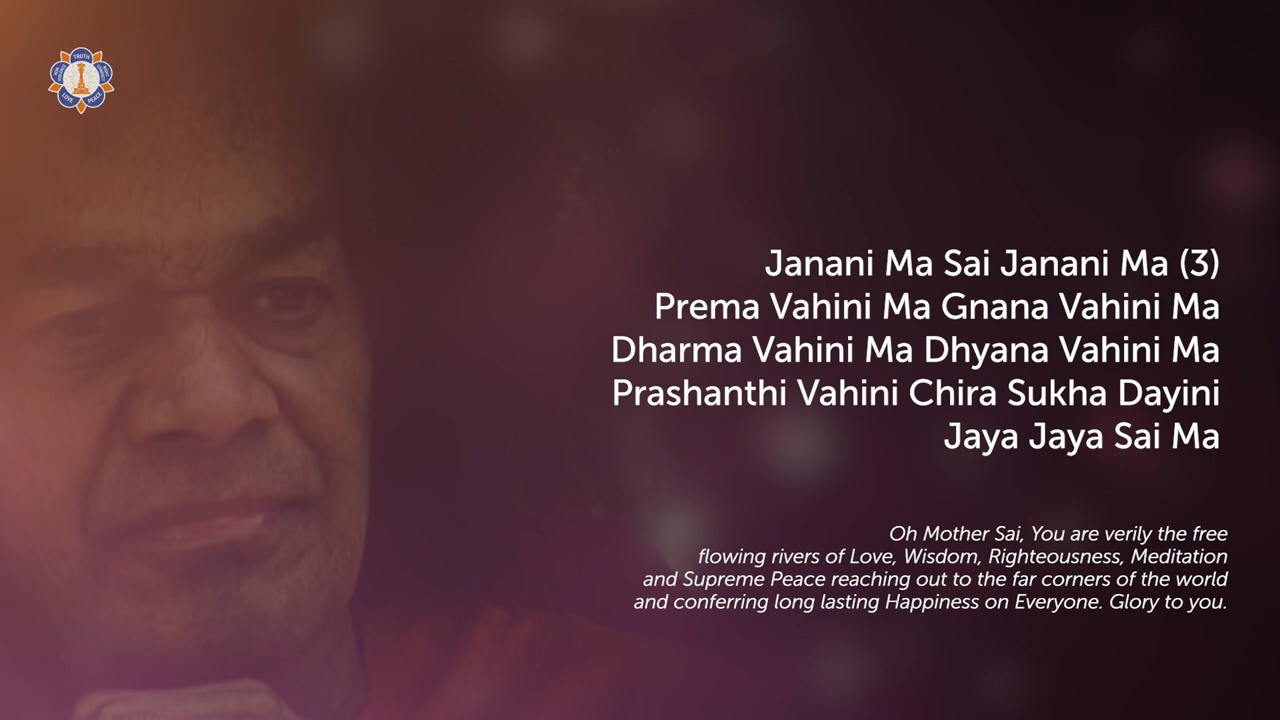 TRUTH
LOVE
PEACE
Janani Ma Sai Janani Ma (3)
Prema Vahini Ma Gnana Vahini Ma
Dharma Vahini Ma Dhyana Vahini Ma
Prashanthi Vahini Chira Sukha Dayini
Jaya Jaya Sai Ma
Oh Mother Sai, You are verily the free
flowing rivers of Love, Wisdom, Righteousness, Meditation
and Supreme Peace reaching out to the far corners of the world
and conferring long lasting Happiness on Everyone. Glory to you.